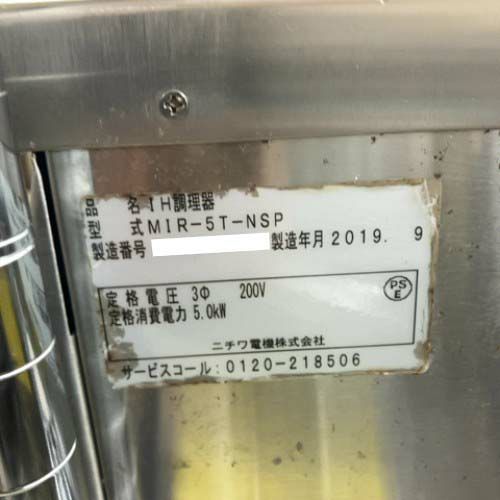 品 名 IH調理器
型 式 MIR-5T-NSP
製造番号 製造年月 2019. 9
定格電圧 3Φ 200V
定格消費電力 5.0kW
PS
E
ニチワ電機株式会社
サービスコール:0120-218506